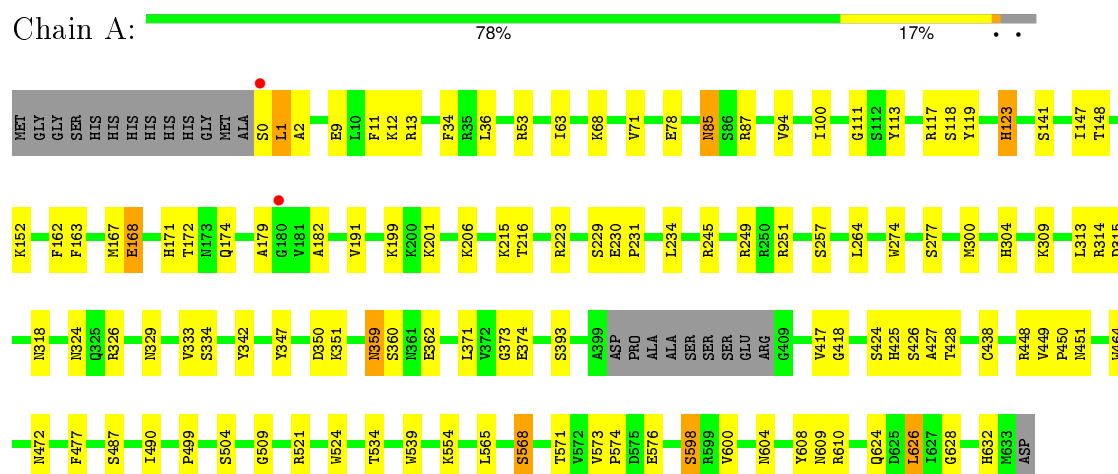 Chain A:
78% 17%
MET GLY GLY SER HIS HIS HIS HIS HIS HIS GLY MET ALA S0 L1 A2 E9 L10 F11 K12 R13 F34 R35 L36 R53 I63 K68 V71 E78 N85 S86 R87 V94 I100 G111 S112 Y113 R117 S118 Y119 H123 S141 I147 T148
K152 F162 F163 M167 E168 H171 T172 N173 Q174 A179 G180 V181 A182 V191 K199 K200 K201 K206 K215 T216 R223 S229 E230 P231 L234 R245 R249 R250 R251 S257 L264 W274 S277 M300 H304 K309 L313 R314 D315
N318 N324 Q325 R326 N329 V333 S334 Y342 Y347 D350 K351 N359 S360 N361 E362 L371 V372 G373 E374 S393 A399 ASP PRO ALA ALA SER SER SER GLU ARG G409 V417 G418 S424 H425 S426 A427 T428 C438 R448 V449 P450 N451 W464
N472 F477 S487 I490 P499 S504 G509 R521 W524 T534 W539 K554 L565 S568 T571 V572 V573 P574 D575 E576 S598 R599 V600 N604 Y608 N609 R610 Q624 D625 L626 I627 G628 H632 M633 ASP